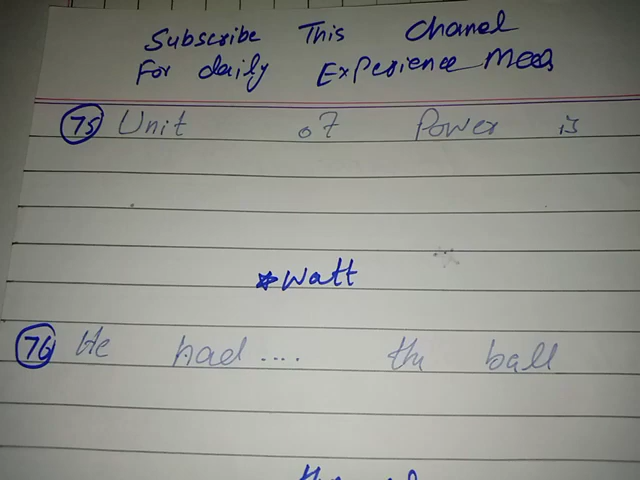 Subscribe This Chanel
For daily Experience Mcqs
75 Unit of Power is
*Watt
76 He had .... the ball